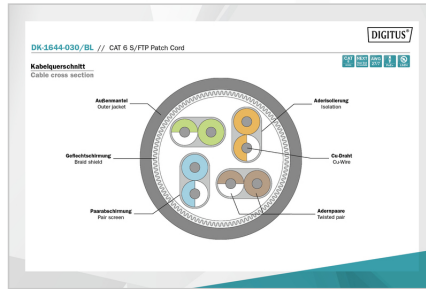 DIGITUS®
DK-1644-030/BL // CAT 6 S/FTP Patch Cord
Kabelquerschnitt
Cable cross section
Außenmantel
Outer jacket
Aderisolierung
Isolation
Geflechtschirmung
Braid shield
Cu-Draht
Cu-Wire
Paarabschirmung
Pair screen
Adernpaare
Twisted pair